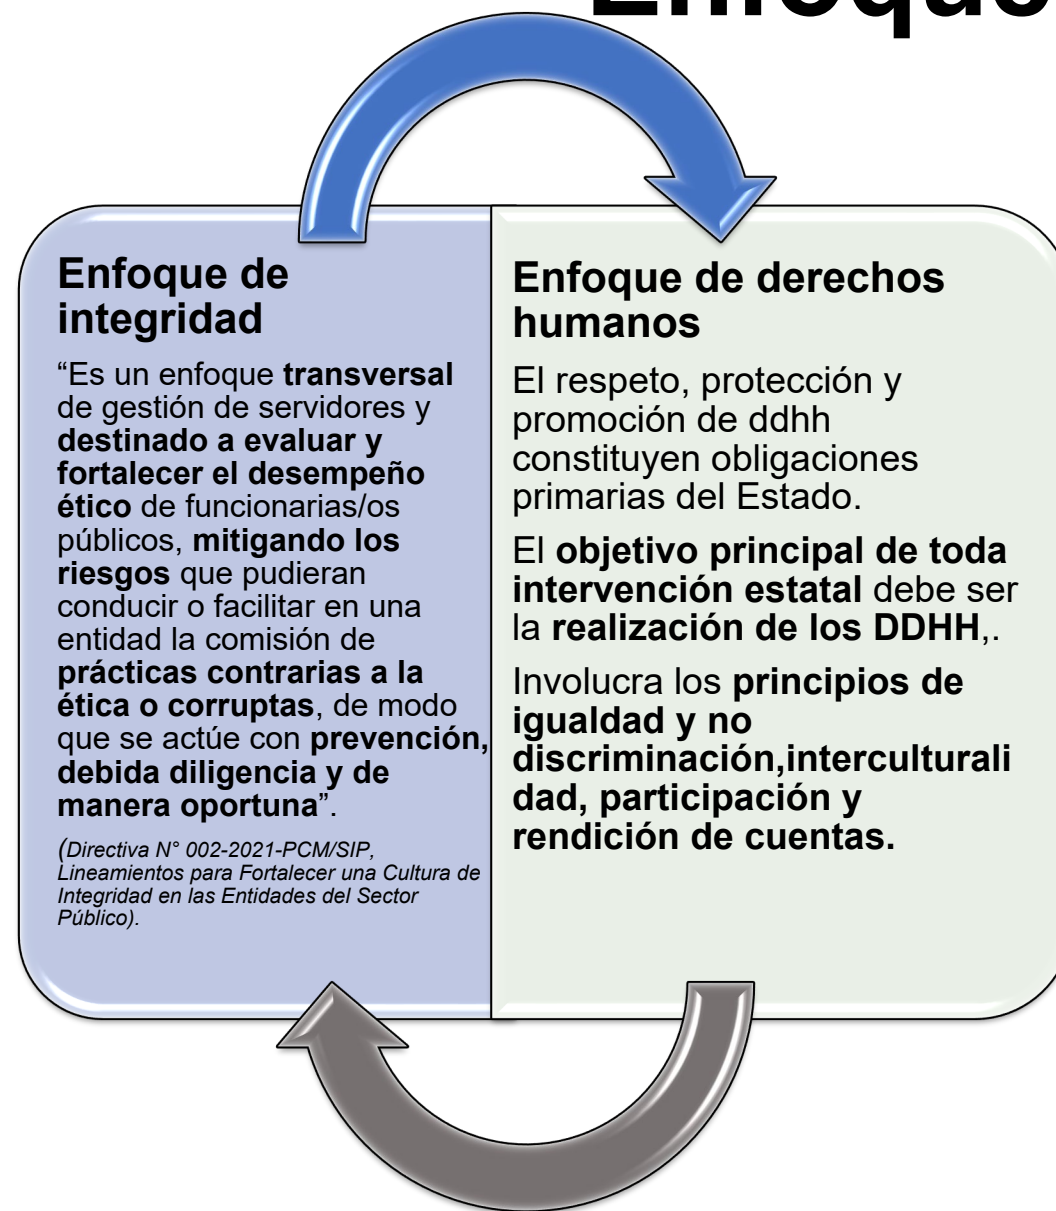 Enfoque
Enfoque de
integridad
“Es un enfoque transversal
de gestión de servidores y
destinado a evaluar y
fortalecer el desempeño
ético de funcionarias/os
públicos, mitigando los
riesgos que pudieran
conducir o facilitar en una
entidad la comisión de
prácticas contrarias a la
ética o corruptas, de modo
que se actúe con prevención,
debida diligencia y de
manera oportuna”.
(Directiva N° 002-2021-PCM/SIP,
Lineamientos para Fortalecer una Cultura de
Integridad en las Entidades del Sector
Público).
Enfoque de derechos
humanos
El respeto, protección y
promoción de ddhh
constituyen obligaciones
primarias del Estado.
El objetivo principal de toda
intervención estatal debe ser
la realización de los DDHH,.
Involucra los principios de
igualdad y no
discriminación,interculturali
dad, participación y
rendición de cuentas.